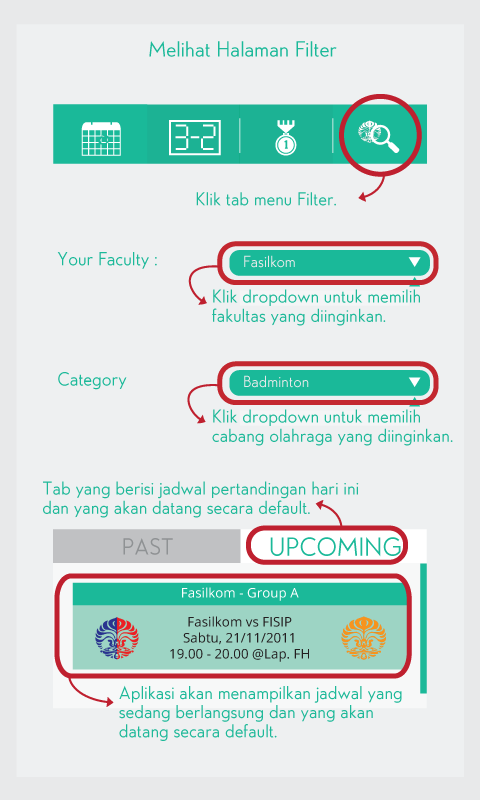 Melihat Halaman Filter
3-2
1
Klik tab menu Filter.
Your Faculty :
Fasilkom
Klik dropdown untuk memilih
fakultas yang diinginkan.
Category
Badminton
Klik dropdown untuk memilih
cabang olahraga yang diinginkan.
Tab yang berisi jadwal pertandingan hari ini
dan yang akan datang secara default.
PAST
UPCOMING
Fasilkom - Group A
Fasilkom vs FISIP
Sabtu, 21/11/2011
19.00 - 20.00 @Lap. FH
Aplikasi akan menampilkan jadwal yang
sedang berlangsung dan yang akan
datang secara default.